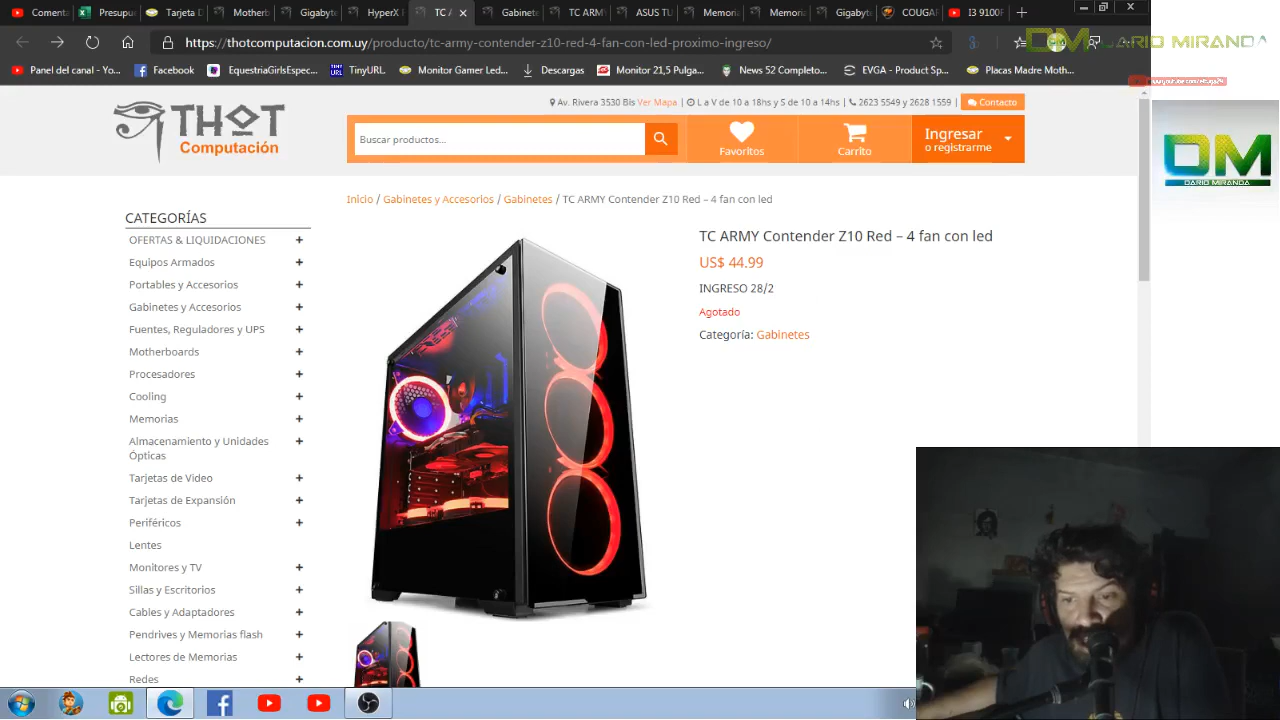 Comenta
Presupu
Tarjeta D
Motherb
Gigabyte
HyperX
TC A
Gabinete
TC ARM
ASUS TU
Memori
Memori
Gigabyt
COUGAR
I3 9100F
https://thotcomputacion.com.uy/producto/tc-army-contender-z10-red-4-fan-con-led-proximo-ingreso/
DM DARIO MIRANDA
Panel del canal - Yo...
Facebook
EquestriaGirlsEspec...
TinyURL
Monitor Gamer Led...
Descargas
Monitor 21,5 Pulga...
News 52 Completo...
EVGA - Product Sp...
Placas Madre Moth...
THOT
Computación
Av. Rivera 3530 Bis Ver Mapa | L a V de 10 a 18hs y S de 10 a 14hs | 2623 5549 y 2628 1559 |
Contacto
Buscar productos...
Favoritos
Carrito
Ingresar
o registrarme
DM
DARIO MIRANDA
Inicio / Gabinetes y Accesorios / Gabinetes / TC ARMY Contender Z10 Red – 4 fan con led
CATEGORÍAS
OFERTAS & LIQUIDACIONES +
Equipos Armados +
Portables y Accesorios +
Gabinetes y Accesorios +
Fuentes, Reguladores y UPS +
Motherboards +
Procesadores +
Cooling +
Memorias +
Almacenamiento y Unidades +
Ópticas
Tarjetas de Video +
Tarjetas de Expansión +
Periféricos +
Lentes
Monitores y TV +
Sillas y Escritorios +
Cables y Adaptadores +
Pendrives y Memorias flash +
Lectores de Memorias +
Redes +
TC ARMY Contender Z10 Red – 4 fan con led
US$ 44.99
INGRESO 28/2
Agotado
Categoría: Gabinetes